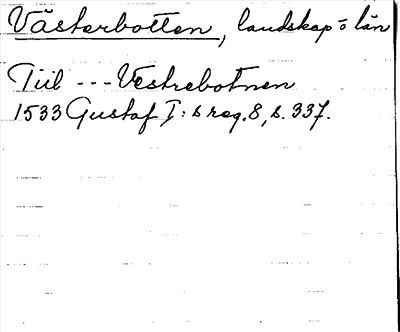 Västerbotten, landskap o län
Tiil --- Vestrebotnen
1533 Gustaf I:s reg. 8, s. 337.